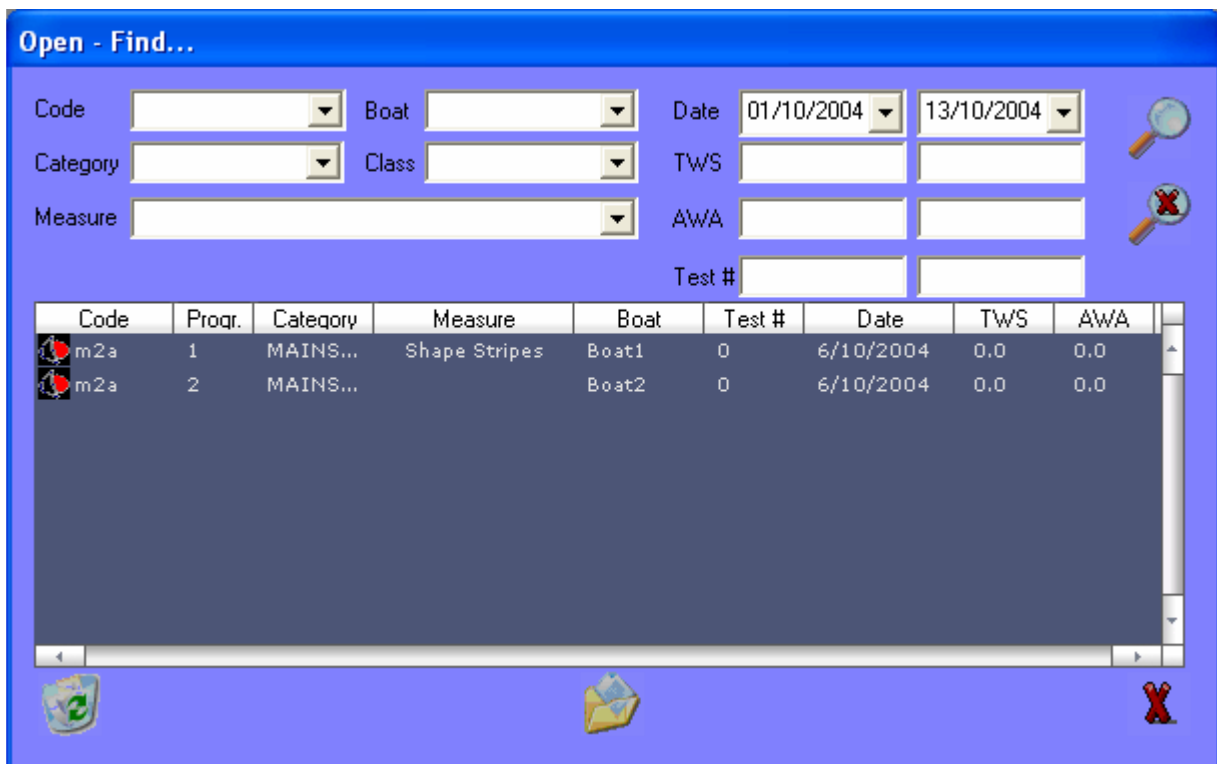 Open - Find...
Code Boat Date 01/10/2004 13/10/2004
Category Class TWS
Measure AWA
Test #
Code Progr. Category Measure Boat Test # Date TWS AWA
m2a 1 MAINS... Shape Stripes Boat1 0 6/10/2004 0.0 0.0
m2a 2 MAINS... Boat2 0 6/10/2004 0.0 0.0